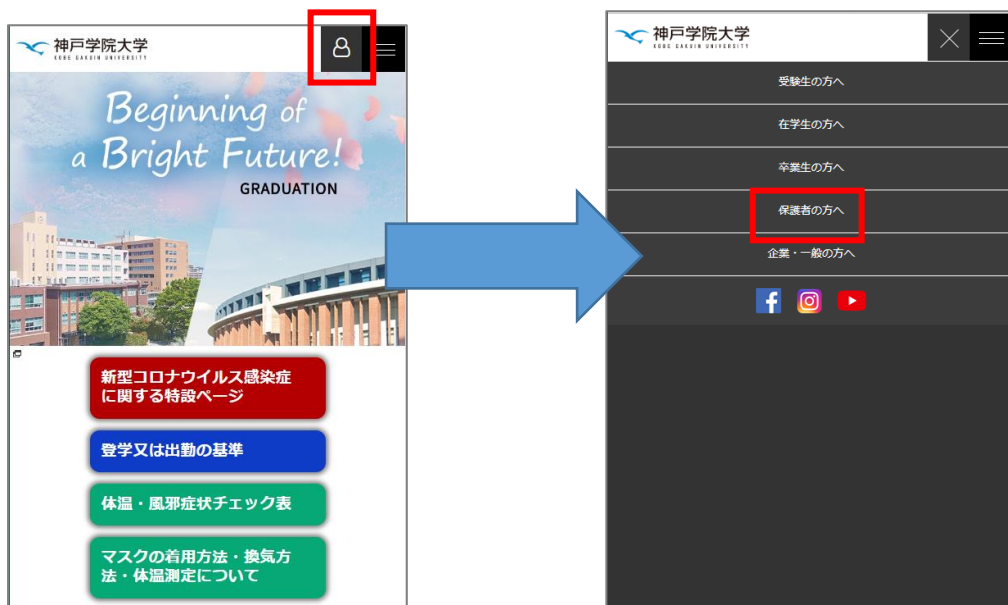 神戸学院大学
KOBE GAKUIN UNIVERSITY
Beginning of
a Bright Future!
GRADUATION
新型コロナウイルス感染症
に関する特設ページ
登学又は出勤の基準
体温・風邪症状チェック表
マスクの着用方法・換気方
法・体温測定について
神戸学院大学
KOBE GAKUIN UNIVERSITY
受験生の方へ
在学生の方へ
卒業生の方へ
保護者の方へ
企業・一般の方へ